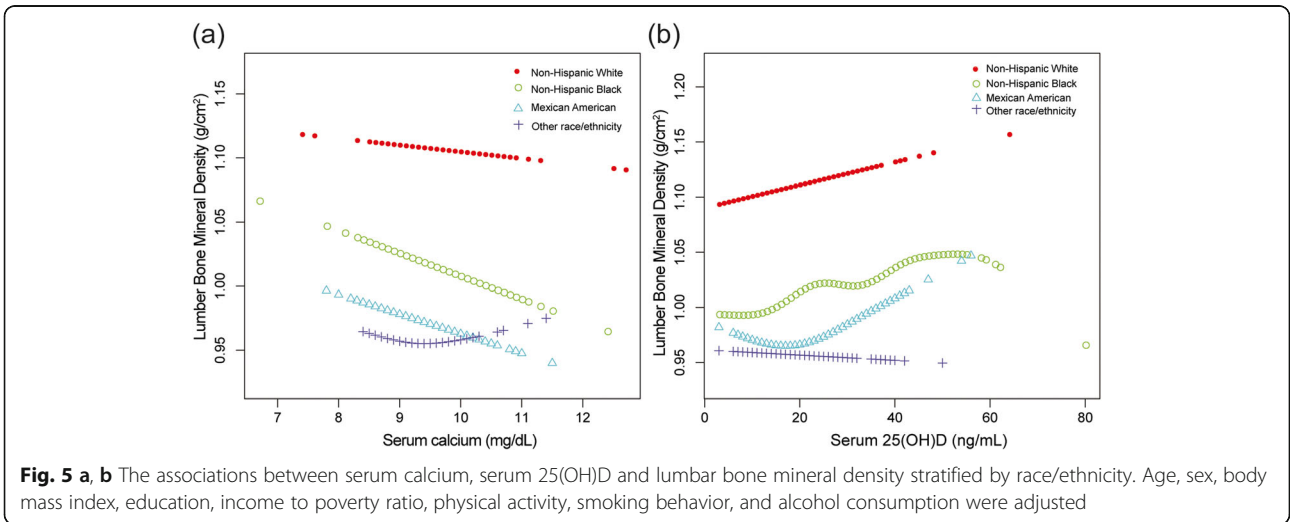 (a)
Non-Hispanic White
Non-Hispanic Black
Mexican American
Other race/ethnicity
Lumber Bone Mineral Density (g/cm²)
1.15
1.10
1.05
1.00
0.95
7 8 9 10 11 12
Serum calcium (mg/dL)
(b)
Non-Hispanic White
Non-Hispanic Black
Mexican American
Other race/ethnicity
Lumber Bone Mineral Density (g/cm²)
1.20
1.15
1.10
1.05
1.00
0.95
0 20 40 60 80
Serum 25(OH)D (ng/mL)
Fig. 5 a, b The associations between serum calcium, serum 25(OH)D and lumbar bone mineral density stratified by race/ethnicity. Age, sex, body
mass index, education, income to poverty ratio, physical activity, smoking behavior, and alcohol consumption were adjusted